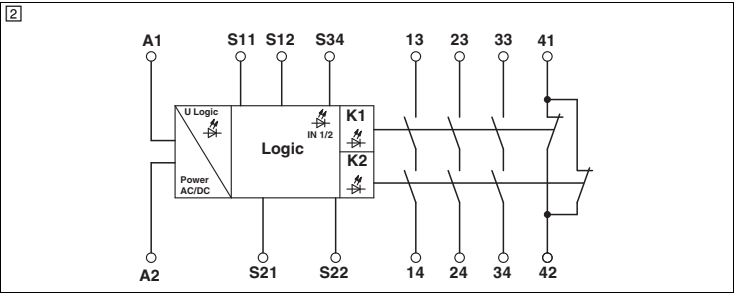 2
A1 S11 S12 S34 13 23 33 41
U Logic
K1
IN 1/2
Logic
K2
Power
AC/DC
A2 S21 S22 14 24 34 42